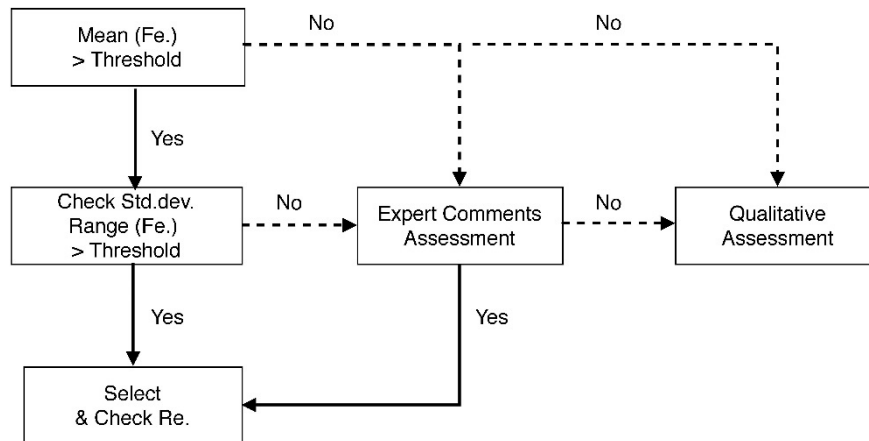 Mean (Fe.)
> Threshold
No
No
Yes
Check Std.dev.
Range (Fe.)
> Threshold
No
Expert Comments
Assessment
No
Qualitative
Assessment
Yes
Yes
Select
& Check Re.